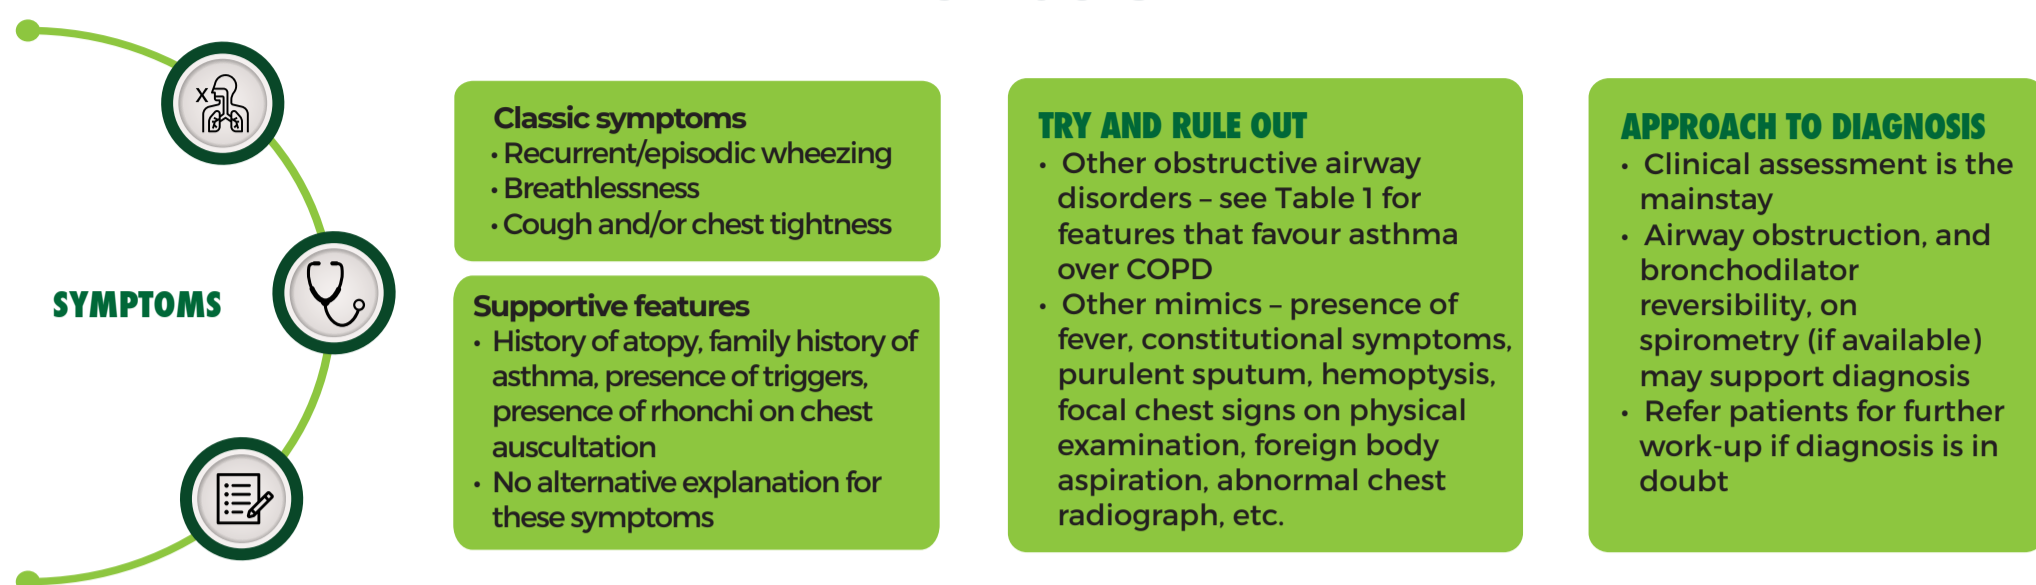 SYMPTOMS
X
Classic symptoms
• Recurrent/episodic wheezing
• Breathlessness
• Cough and/or chest tightness
Supportive features
• History of atopy, family history of
asthma, presence of triggers,
presence of rhonchi on chest
auscultation
• No alternative explanation for
these symptoms
TRY AND RULE OUT
• Other obstructive airway
disorders – see Table 1 for
features that favour asthma
over COPD
• Other mimics – presence of
fever, constitutional symptoms,
purulent sputum, hemoptysis,
focal chest signs on physical
examination, foreign body
aspiration, abnormal chest
radiograph, etc.
APPROACH TO DIAGNOSIS
• Clinical assessment is the
mainstay
• Airway obstruction, and
bronchodilator
reversibility, on
spirometry (if available)
may support diagnosis
• Refer patients for further
work-up if diagnosis is in
doubt